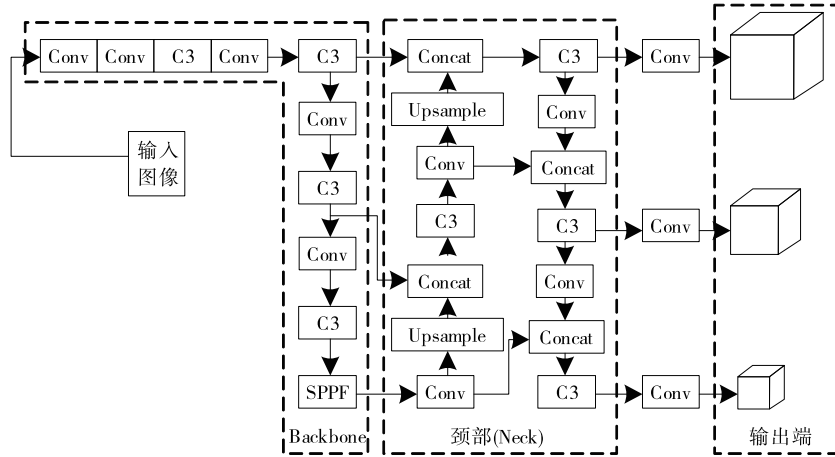 Conv Conv C3 Conv C3 Concat C3 Conv
Upsample
Conv Conv
输入
图像
Conv Concat
C3
C3 C3 Conv
Conv
Concat Conv
C3
Upsample Concat
SPPF Conv C3 Conv
Backbone 颈部(Neck) 输出端